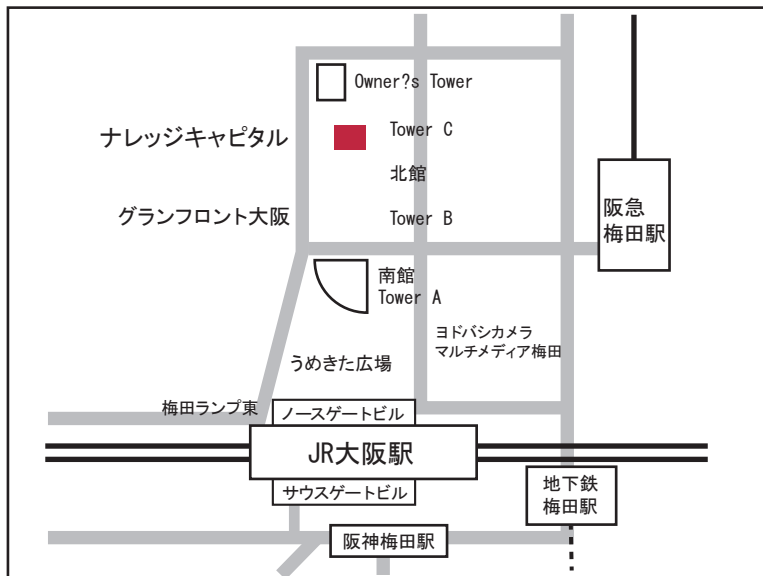 Owner?s Tower
ナレッジキャピタル
Tower C
北館
グランフロント大阪
Tower B
阪急
梅田駅
南館
Tower A
ヨドバシカメラ
マルチメディア梅田
うめきた広場
梅田ランプ東
ノースゲートビル
JR大阪駅
サウスゲートビル
地下鉄
梅田駅
阪神梅田駅